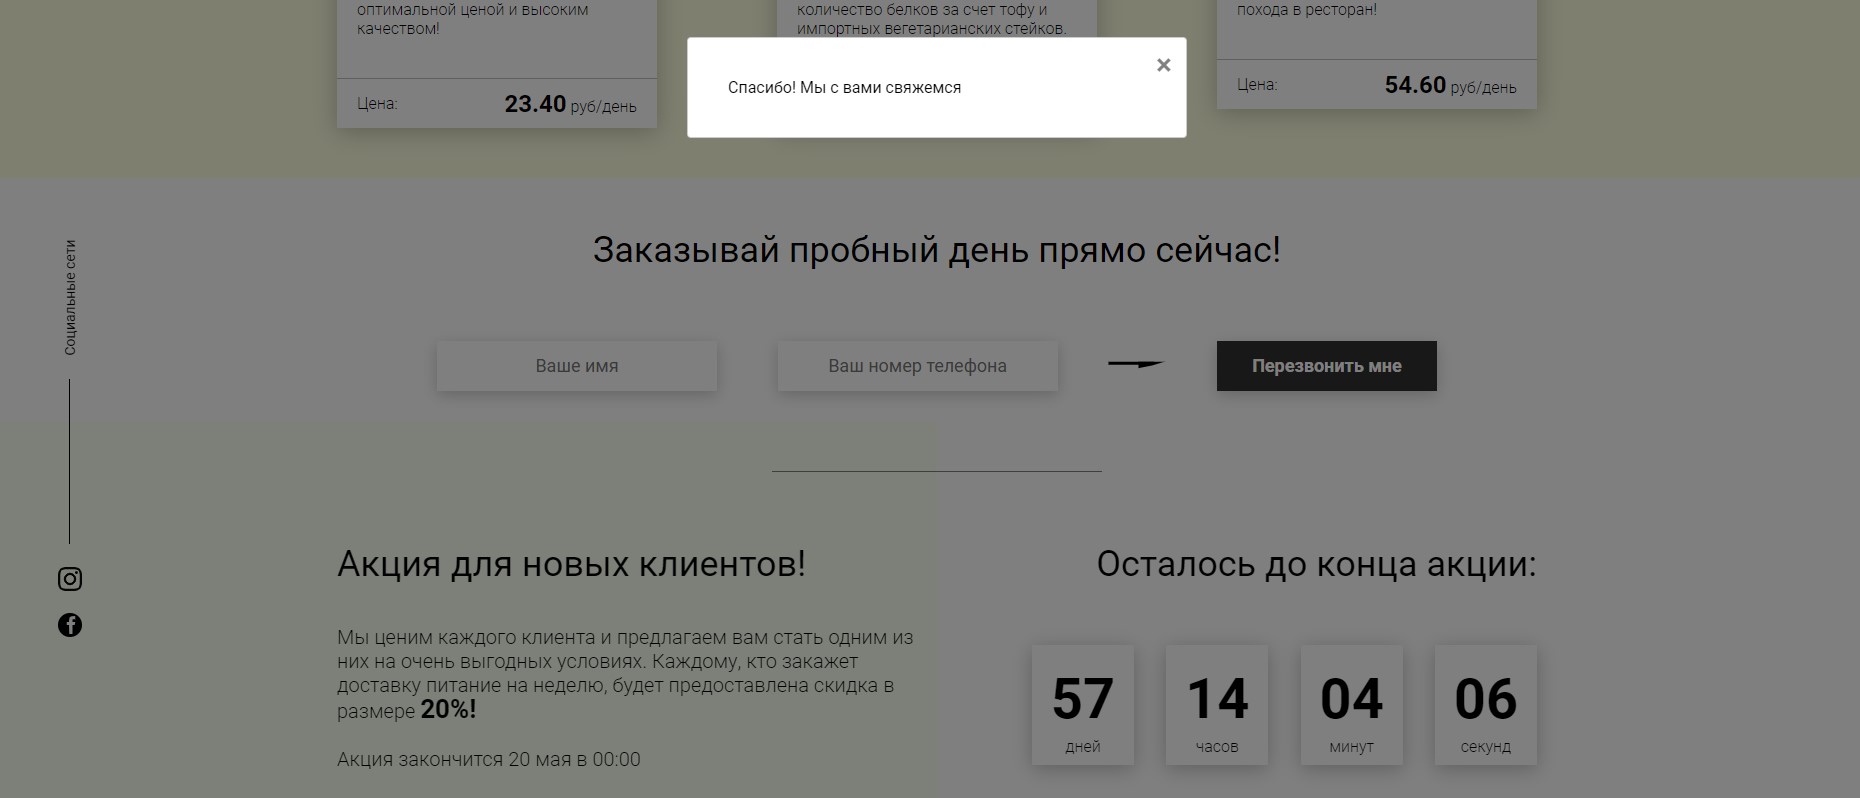 оптимальной ценой и высоким
качеством!
Цена: 23.40 руб/день
количество белков за счет тофу и
импортных вегетарианских стейков.
похода в ресторан!
Цена: 54.60 руб/день
×
Спасибо! Мы с вами свяжемся
Социальные сети
Заказывай пробный день прямо сейчас!
Ваше имя
Ваш номер телефона
Перезвонить мне
Акция для новых клиентов!
Мы ценим каждого клиента и предлагаем вам стать одним из
них на очень выгодных условиях. Каждому, кто закажет
доставку питание на неделю, будет предоставлена скидка в
размере 20%!
Акция закончится 20 мая в 00:00
Осталось до конца акции:
57 14 04 06
дней часов минут секунд